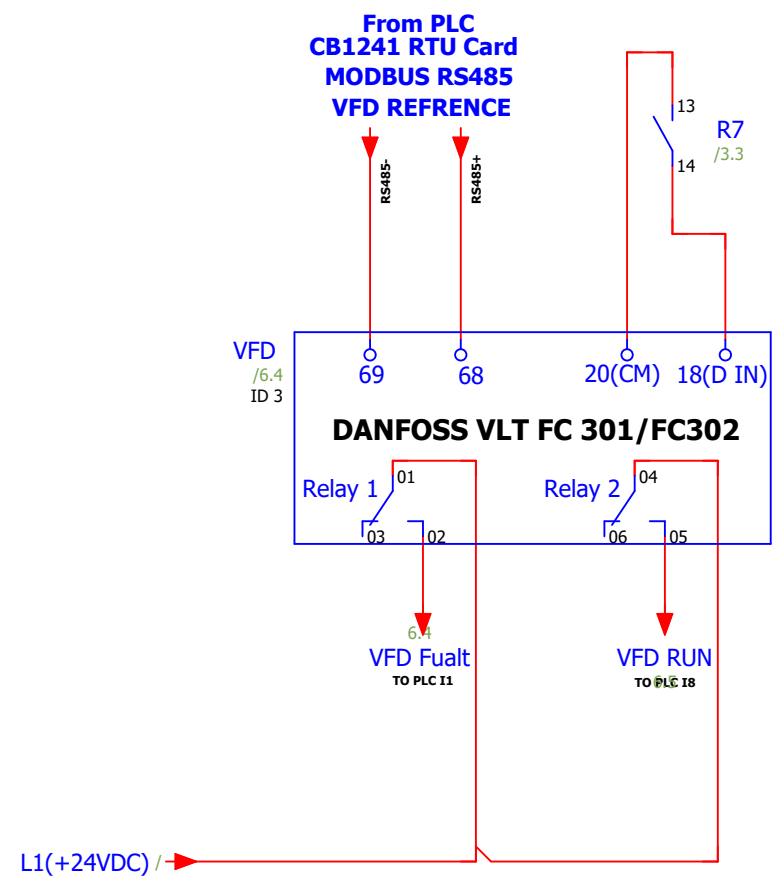 From PLC
CB1241 RTU Card
MODBUS RS485
VFD REFRENCE
RS485-
RS485+
13
R7
/3.3
14
VFD
/6.4
ID 3
69
68
20(CM)
18(D IN)
DANFOSS VLT FC 301/FC302
Relay 1
01
03
02
Relay 2
04
06
05
6.4
VFD Fualt
TO PLC I1
VFD RUN
TO PLC I8
6.5
L1(+24VDC) /